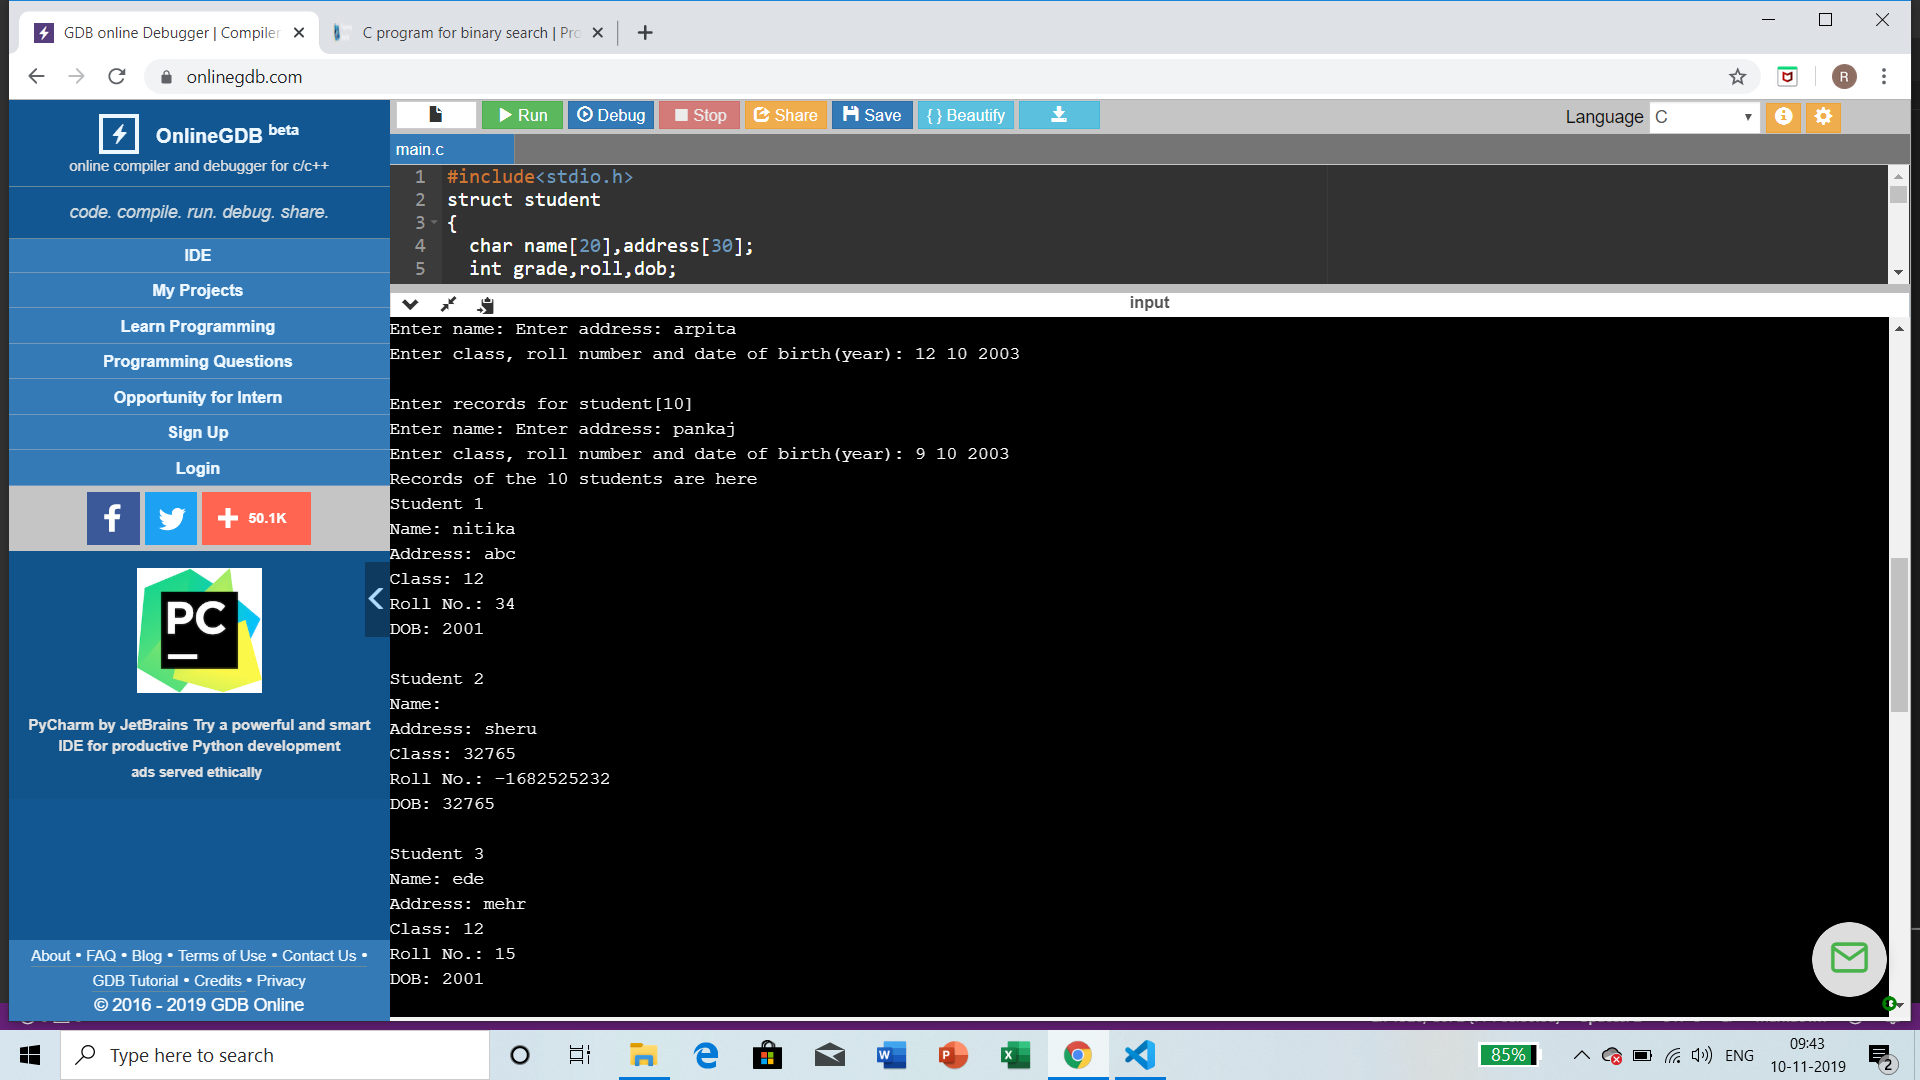 GDB online Debugger | Compiler
C program for binary search | Pro
onlinegdb.com
R
OnlineGDB beta
online compiler and debugger for c/c++
code. compile. run. debug. share.
IDE
My Projects
Learn Programming
Programming Questions
Opportunity for Intern
Sign Up
Login
50.1K
PC
PyCharm by JetBrains Try a powerful and smart
IDE for productive Python development
ads served ethically
About • FAQ • Blog • Terms of Use • Contact Us •
GDB Tutorial • Credits • Privacy
© 2016 - 2019 GDB Online
Run Debug Stop Share Save { } Beautify
Language C
main.c
1 #include<stdio.h>
2 struct student
3 {
4 char name[20],address[30];
5 int grade,roll,dob;
input
Enter name: Enter address: arpita
Enter class, roll number and date of birth(year): 12 10 2003
Enter records for student[10]
Enter name: Enter address: pankaj
Enter class, roll number and date of birth(year): 9 10 2003
Records of the 10 students are here
Student 1
Name: nitika
Address: abc
Class: 12
Roll No.: 34
DOB: 2001
Student 2
Name:
Address: sheru
Class: 32765
Roll No.: -1682525232
DOB: 32765
Student 3
Name: ede
Address: mehr
Class: 12
Roll No.: 15
DOB: 2001
Type here to search
85%
ENG
09:43
10-11-2019
2